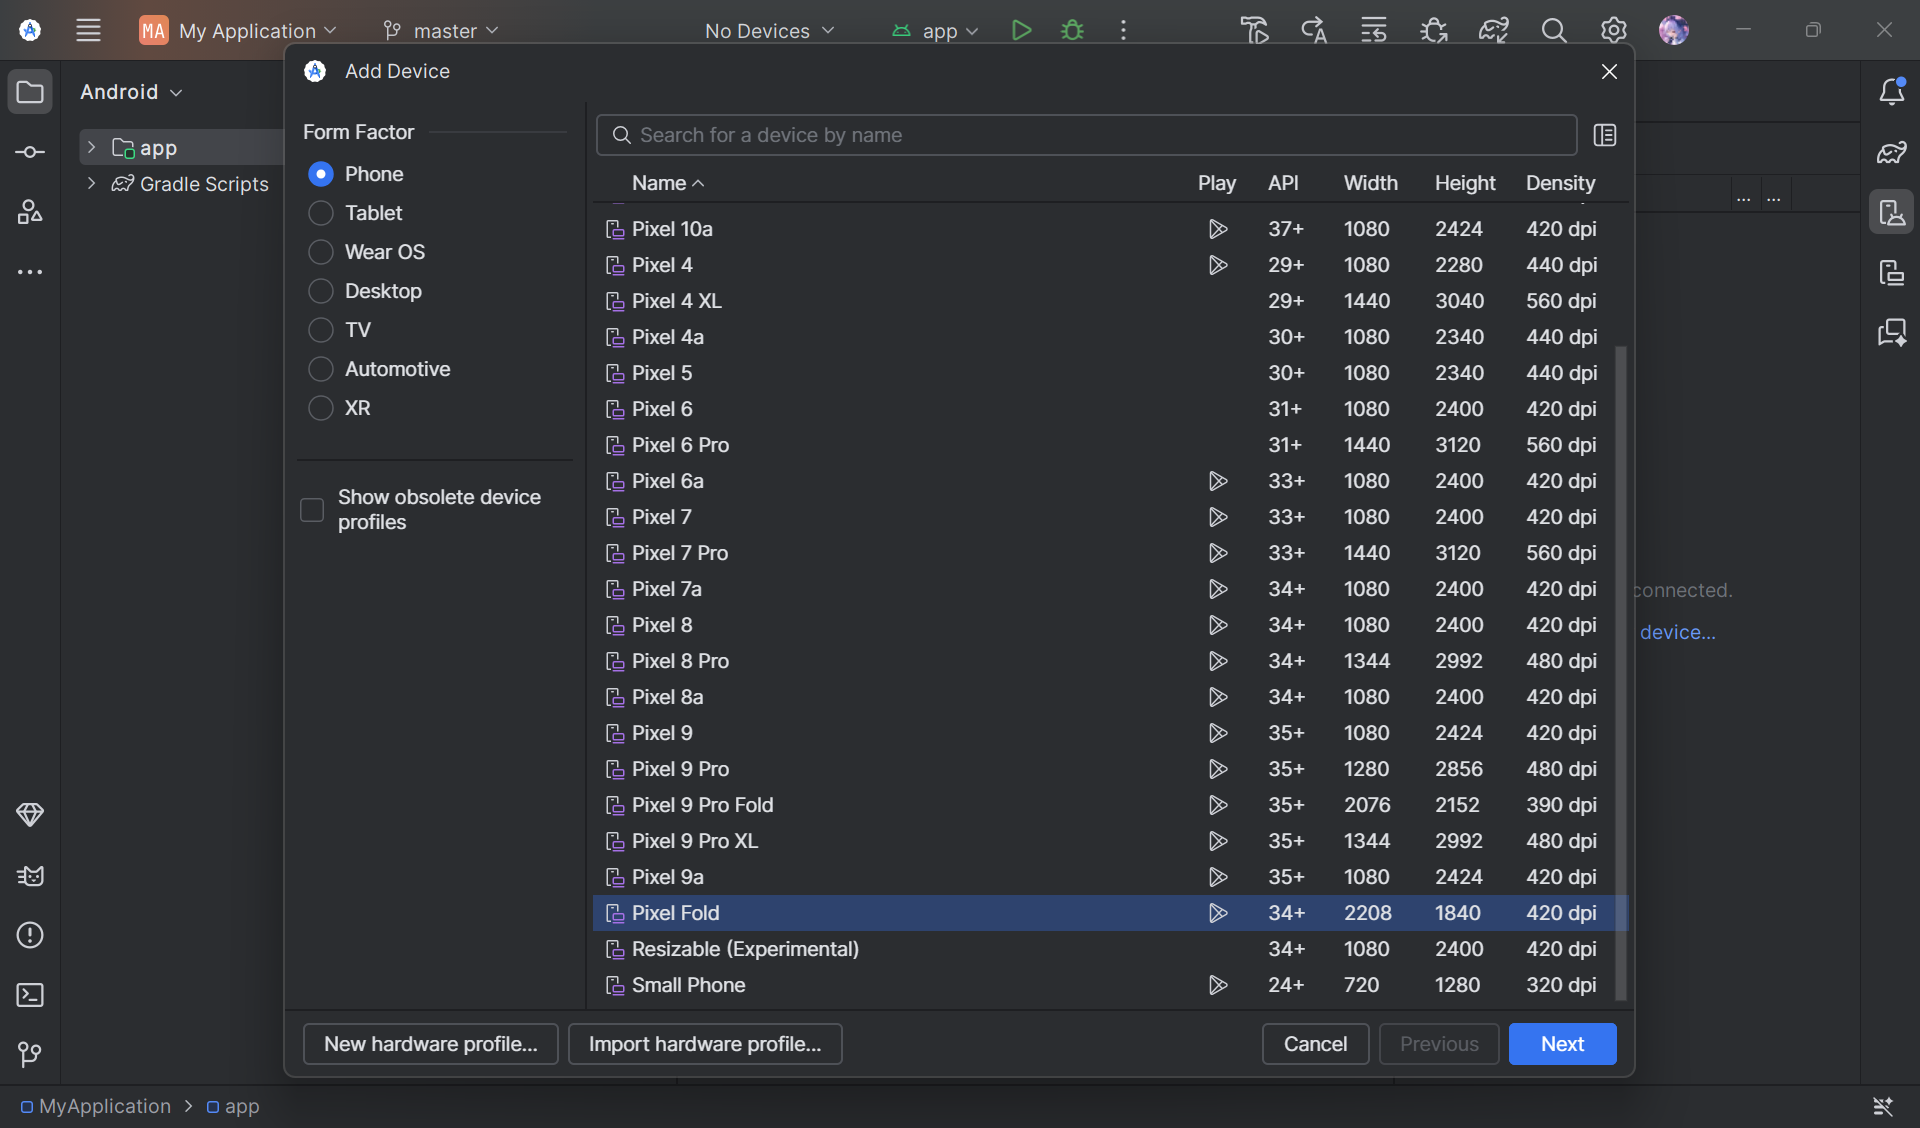 MA My Application master No Devices app
Add Device
Android
app
Gradle Scripts
Form Factor
Phone
Tablet
Wear OS
Desktop
TV
Automotive
XR
Show obsolete device
profiles
Search for a device by name
Name Play API Width Height Density
Pixel 10a 37+ 1080 2424 420 dpi
Pixel 4 29+ 1080 2280 440 dpi
Pixel 4 XL 29+ 1440 3040 560 dpi
Pixel 4a 30+ 1080 2340 440 dpi
Pixel 5 30+ 1080 2340 440 dpi
Pixel 6 31+ 1080 2400 420 dpi
Pixel 6 Pro 31+ 1440 3120 560 dpi
Pixel 6a 33+ 1080 2400 420 dpi
Pixel 7 33+ 1080 2400 420 dpi
Pixel 7 Pro 33+ 1440 3120 560 dpi
Pixel 7a 34+ 1080 2400 420 dpi
Pixel 8 34+ 1080 2400 420 dpi
Pixel 8 Pro 34+ 1344 2992 480 dpi
Pixel 8a 34+ 1080 2400 420 dpi
Pixel 9 35+ 1080 2424 420 dpi
Pixel 9 Pro 35+ 1280 2856 480 dpi
Pixel 9 Pro Fold 35+ 2076 2152 390 dpi
Pixel 9 Pro XL 35+ 1344 2992 480 dpi
Pixel 9a 35+ 1080 2424 420 dpi
Pixel Fold 34+ 2208 1840 420 dpi
Resizable (Experimental) 34+ 1080 2400 420 dpi
Small Phone 24+ 720 1280 320 dpi
... ...
connected.
device...
New hardware profile... Import hardware profile... Cancel Previous Next
MyApplication app